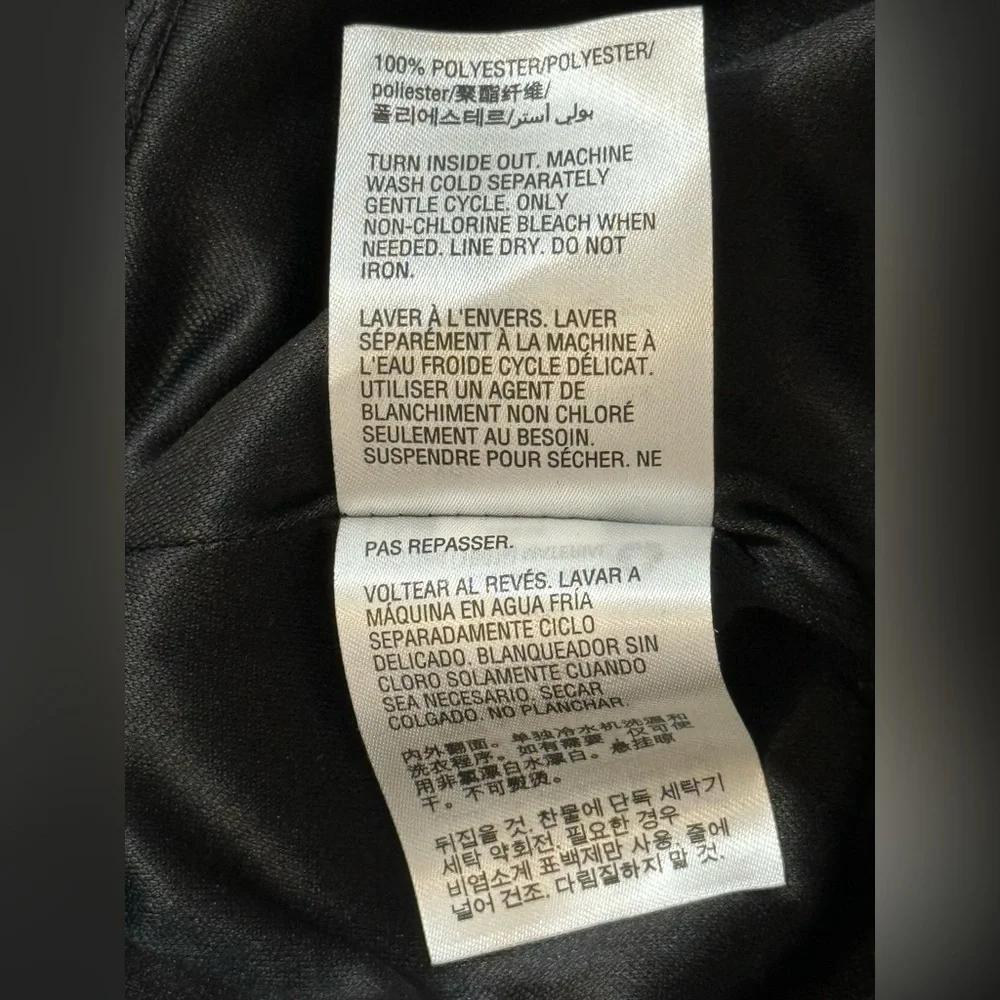 100% POLYESTER/POLYESTER/
poliester/聚酯纤维/
폴리에스테르/بولي أستر
TURN INSIDE OUT. MACHINE
WASH COLD SEPARATELY
GENTLE CYCLE. ONLY
NON-CHLORINE BLEACH WHEN
NEEDED. LINE DRY. DO NOT
IRON.
LAVER À L'ENVERS. LAVER
SÉPARÉMENT À LA MACHINE À
L'EAU FROIDE CYCLE DÉLICAT.
UTILISER UN AGENT DE
BLANCHIMENT NON CHLORÉ
SEULEMENT AU BESOIN.
SUSPENDRE POUR SÉCHER. NE
PAS REPASSER.
VOLTEAR AL REVÉS. LAVAR A
MÁQUINA EN AGUA FRÍA
SEPARADAMENTE CICLO
DELICADO. BLANQUEADOR SIN
CLORO SOLAMENTE CUANDO
SEA NECESARIO. SECAR
COLGADO. NO PLANCHAR.
内外翻面。单独冷水机洗温和
洗衣程序。如有需要，仅可使
用非氯漂白水漂白。悬挂晾
干。不可熨烫。
뒤집을 것. 찬물에 단독 세탁기
세탁 약회전. 필요한 경우
비염소계 표백제만 사용. 줄에
널어 건조. 다림질하지 말 것.